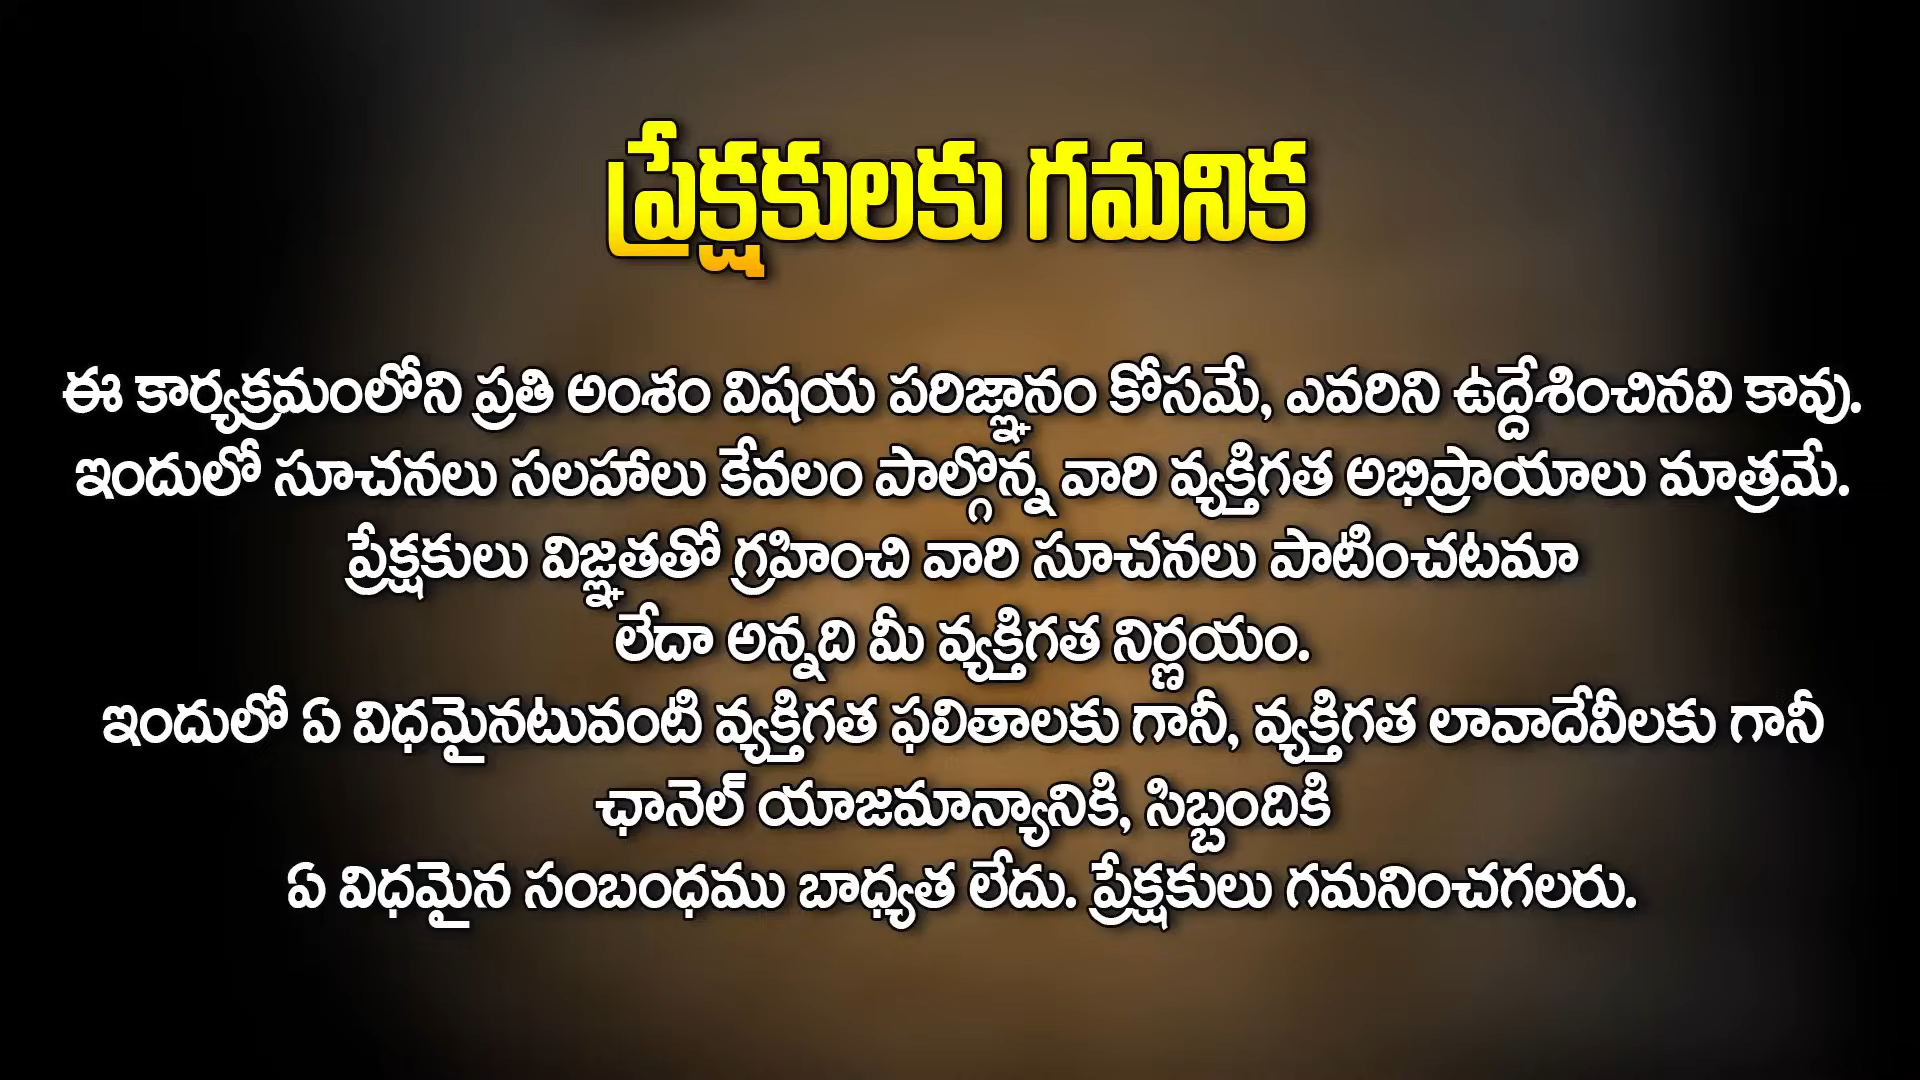 ప్రేక్షకులకు గమనిక
ఈ కార్యక్రమంలోని ప్రతి అంశం విషయ పరిజ్ఞానం కోసమే, ఎవరిని ఉద్దేశించినవి కావు.
ఇందులో సూచనలు సలహాలు కేవలం పాల్గొన్న వారి వ్యక్తిగత అభిప్రాయాలు మాత్రమే.
ప్రేక్షకులు విజ్ఞతతో గ్రహించి వారి సూచనలు పాటించటమా
లేదా అన్నది మీ వ్యక్తిగత నిర్ణయం.
ఇందులో ఏ విధమైనటువంటి వ్యక్తిగత ఫలితాలకు గానీ, వ్యక్తిగత లావాదేవీలకు గానీ
ఛానెల్ యాజమాన్యానికి, సిబ్బందికి
ఏ విధమైన సంబంధము బాధ్యత లేదు. ప్రేక్షకులు గమనించగలరు.